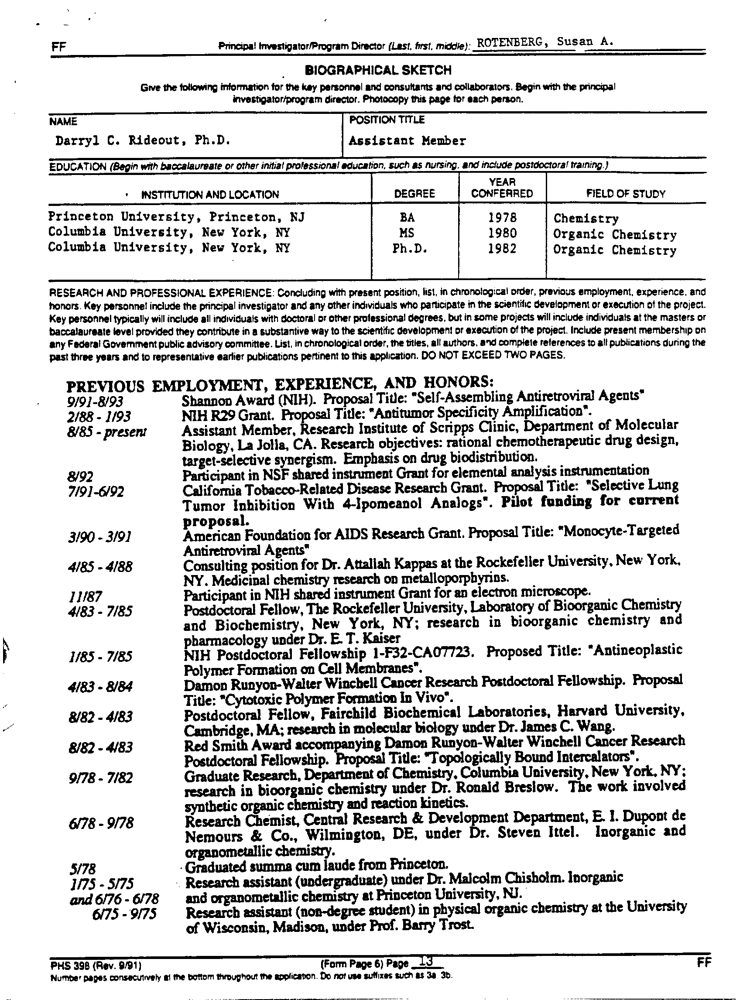 FF
Principal Investigator/Program Director (Last, first, middle): ROTENBERG, Susan A.
BIOGRAPHICAL SKETCH
Give the following information for the key personnel and consultants and collaborators. Begin with the principal
investigator/program director. Photocopy this page for each person.
NAME
POSITION TITLE
Darryl C. Rideout, Ph.D.
Assistant Member
EDUCATION (Begin with baccalaureate or other initial professional education, such as nursing, and include postdoctoral training.)
INSTITUTION AND LOCATION DEGREE YEAR CONFERRED FIELD OF STUDY
Princeton University, Princeton, NJ BA 1978 Chemistry
Columbia University, New York, NY MS 1980 Organic Chemistry
Columbia University, New York, NY Ph.D. 1982 Organic Chemistry
RESEARCH AND PROFESSIONAL EXPERIENCE: Concluding with present position, list, in chronological order, previous employment, experience, and
honors. Key personnel include the principal investigator and any other individuals who participate in the scientific development or execution of the project.
Key personnel typically will include all individuals with doctoral or other professional degrees, but in some projects will include individuals at the masters or
baccalaureate level provided they contribute in a substantive way to the scientific development or execution of the project. Include present membership on
any Federal Government public advisory committee. List, in chronological order, the titles, all authors, and complete references to all publications during the
past three years and to representative earlier publications pertinent to this application. DO NOT EXCEED TWO PAGES.
PREVIOUS EMPLOYMENT, EXPERIENCE, AND HONORS:
9/91-8/93 Shannon Award (NIH). Proposal Title: "Self-Assembling Antiretroviral Agents"
2/88 - 1/93 NIH R29 Grant. Proposal Title: "Antitumor Specificity Amplification".
8/85 - present Assistant Member, Research Institute of Scripps Clinic, Department of Molecular
Biology, La Jolla, CA. Research objectives: rational chemotherapeutic drug design,
target-selective synergism. Emphasis on drug biodistribution.
8/92 Participant in NSF shared instrument Grant for elemental analysis instrumentation
7/91-6/92 California Tobacco-Related Disease Research Grant. Proposal Title: "Selective Lung
Tumor Inhibition With 4-Ipomeanol Analogs". Pilot funding for current
proposal.
3/90 - 3/91 American Foundation for AIDS Research Grant. Proposal Title: "Monocyte-Targeted
Antiretroviral Agents"
4/85 - 4/88 Consulting position for Dr. Attallah Kappas at the Rockefeller University, New York,
NY. Medicinal chemistry research on metalloporphyrins.
11/87 Participant in NIH shared instrument Grant for an electron microscope.
4/83 - 7/85 Postdoctoral Fellow, The Rockefeller University, Laboratory of Bioorganic Chemistry
and Biochemistry, New York, NY; research in bioorganic chemistry and
pharmacology under Dr. E. T. Kaiser
1/85 - 7/85 NIH Postdoctoral Fellowship 1-F32-CA07723. Proposed Title: "Antineoplastic
Polymer Formation on Cell Membranes".
4/83 - 8/84 Damon Runyon-Walter Winchell Cancer Research Postdoctoral Fellowship. Proposal
Title: "Cytotoxic Polymer Formation In Vivo".
8/82 - 4/83 Postdoctoral Fellow, Fairchild Biochemical Laboratories, Harvard University,
Cambridge, MA; research in molecular biology under Dr. James C. Wang.
8/82 - 4/83 Red Smith Award accompanying Damon Runyon-Walter Winchell Cancer Research
Postdoctoral Fellowship. Proposal Title: "Topologically Bound Intercalators".
9/78 - 7/82 Graduate Research, Department of Chemistry, Columbia University, New York, NY;
research in bioorganic chemistry under Dr. Ronald Breslow. The work involved
synthetic organic chemistry and reaction kinetics.
6/78 - 9/78 Research Chemist, Central Research & Development Department, E. I. Dupont de
Nemours & Co., Wilmington, DE, under Dr. Steven Ittel. Inorganic and
organometallic chemistry.
5/78 Graduated summa cum laude from Princeton.
1/75 - 5/75 Research assistant (undergraduate) under Dr. Malcolm Chisholm. Inorganic
and 6/76 - 6/78 and organometallic chemistry at Princeton University, NJ.
6/75 - 9/75 Research assistant (non-degree student) in physical organic chemistry at the University
of Wisconsin, Madison, under Prof. Barry Trost.
PHS 398 (Rev. 9/91) (Form Page 6) Page 13 FF
Number pages consecutively at the bottom throughout the application. Do not use suffixes such as 3a. 3b.